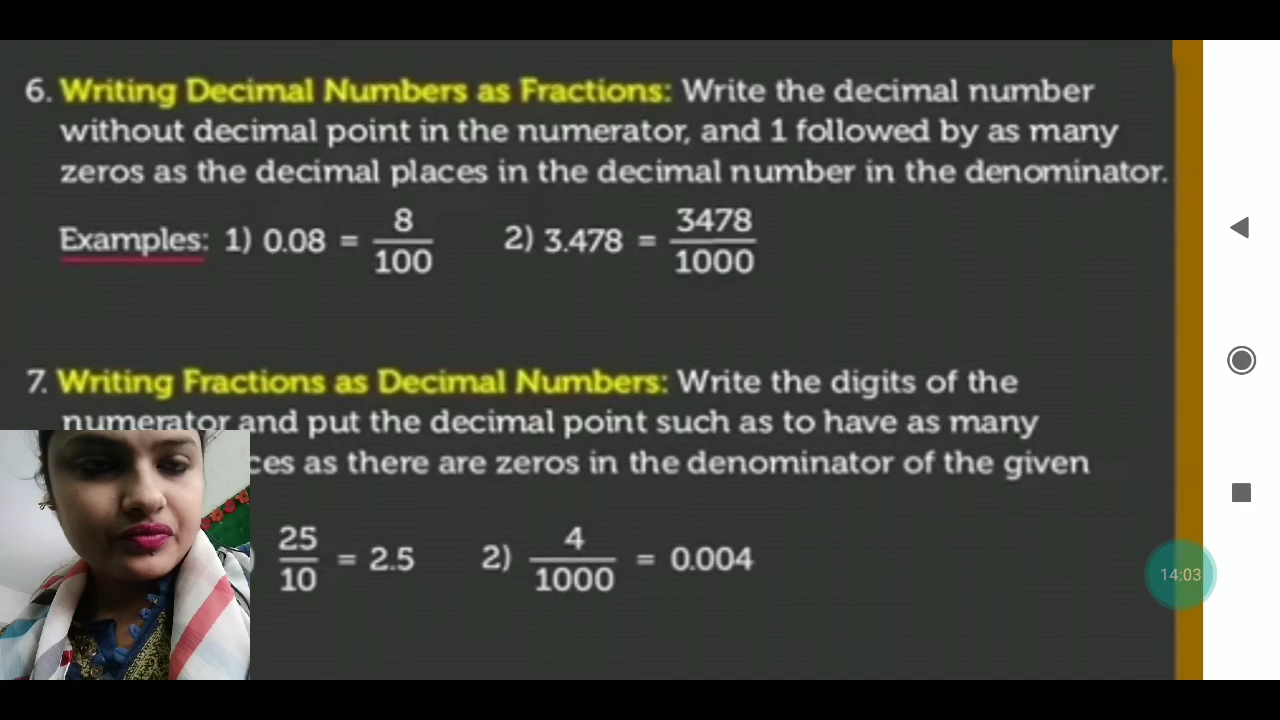 6. Writing Decimal Numbers as Fractions: Write the decimal number
without decimal point in the numerator, and 1 followed by as many
zeros as the decimal places in the decimal number in the denominator.
Examples: 1) 0.08 = 8/100 2) 3.478 = 3478/1000
7. Writing Fractions as Decimal Numbers: Write the digits of the
numerator and put the decimal point such as to have as many
as there are zeros in the denominator of the given
25/10 = 2.5 2) 4/1000 = 0.004
14:03